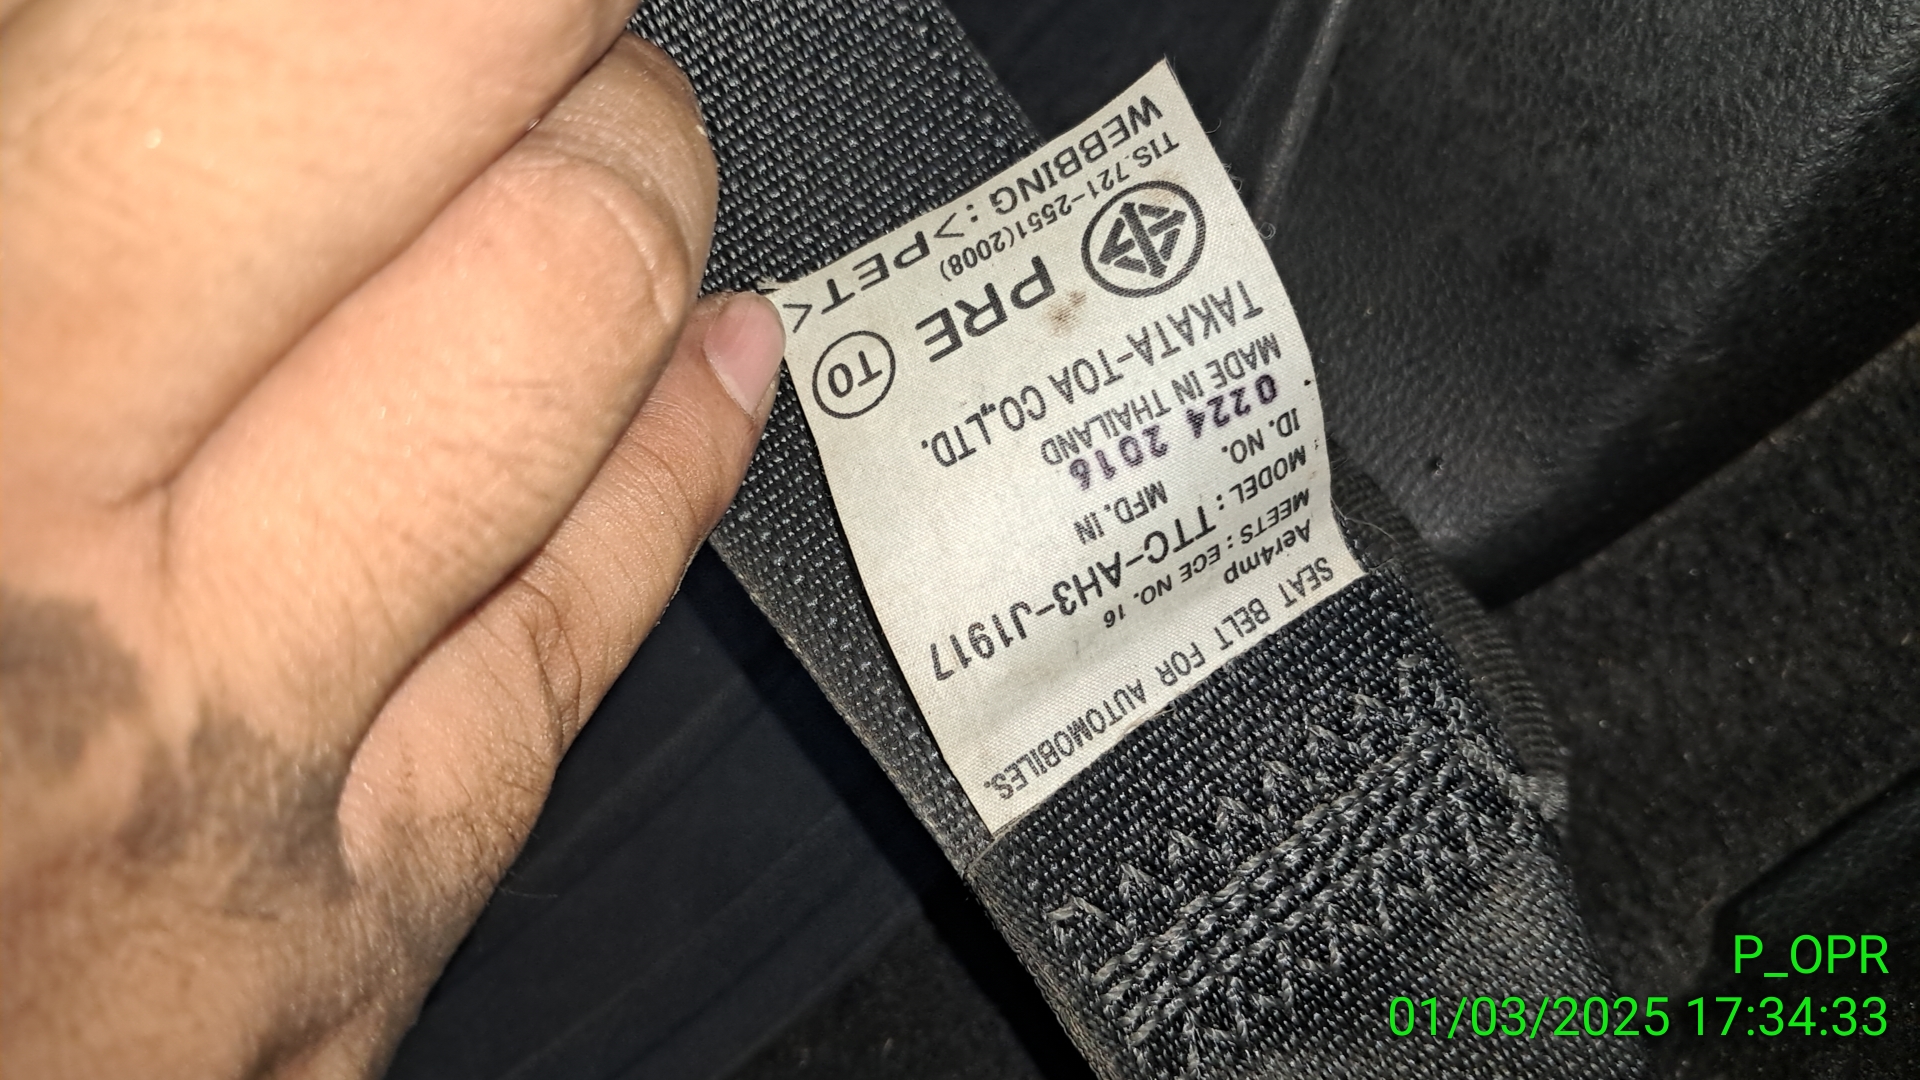 SEAT BELT FOR AUTOMOBILES.
Aer4mp
MEETS : ECE NO. 16
MODEL : TTC-AH3-J1917
ID. NO. MFD. IN
0224 2016
MADE IN THAILAND
TAKATA-TOA CO.,LTD.
PRE TO
TIS.721-2551(2008)
WEBBING : >PET<
P_OPR
01/03/2025 17:34:33